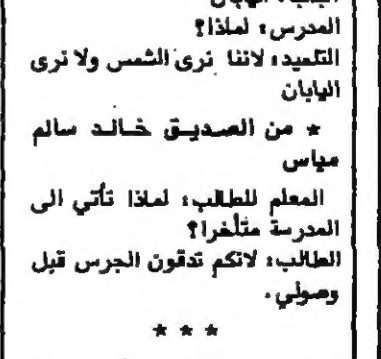 المدرس: لماذا؟
التلميذ: لاننا نرى الشمس ولا نرى
اليابان
* من الصديق خالد سالم
مياس
المعلم للطالب: لماذا تأتي الى
المدرسة متأخرا؟
الطالب: لانكم تدقون الجرس قبل
وصولي.
* * *